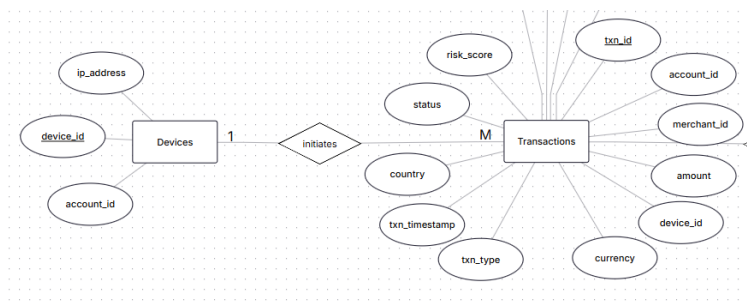 ip_address
device_id
account_id
Devices
1
initiates
M
Transactions
risk_score
status
country
txn_timestamp
txn_type
txn_id
account_id
merchant_id
amount
device_id
currency